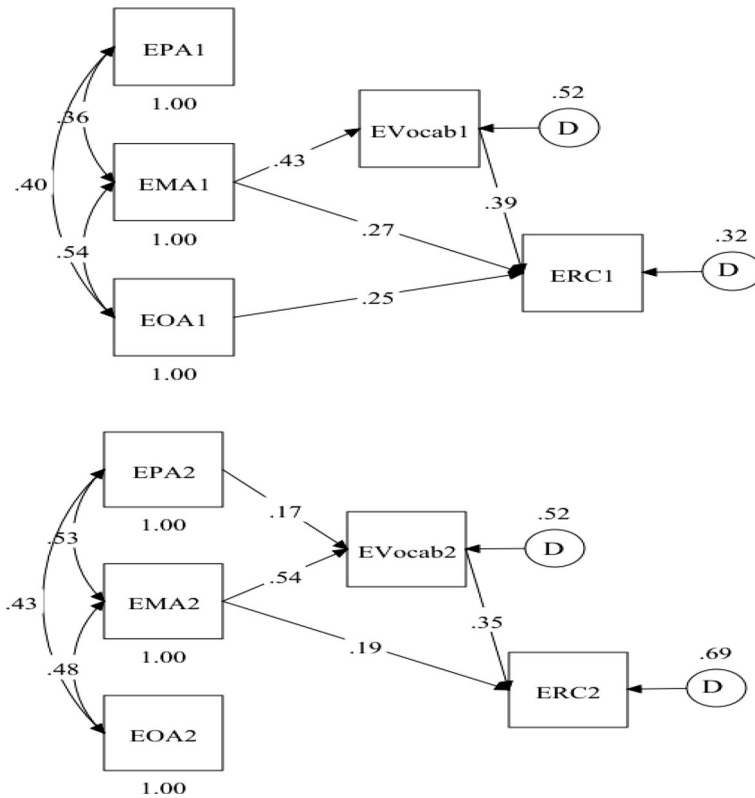 EPA1
1.00
.36
.52
EVocab1
D
.43
EMA1
.40
1.00
.39
.27
.54
.32
ERC1
D
EOA1
.25
1.00
EPA2
1.00
.17
.52
.53
EVocab2
D
.54
EMA2
.43
1.00
.35
.19
.48
.69
ERC2
D
EOA2
1.00